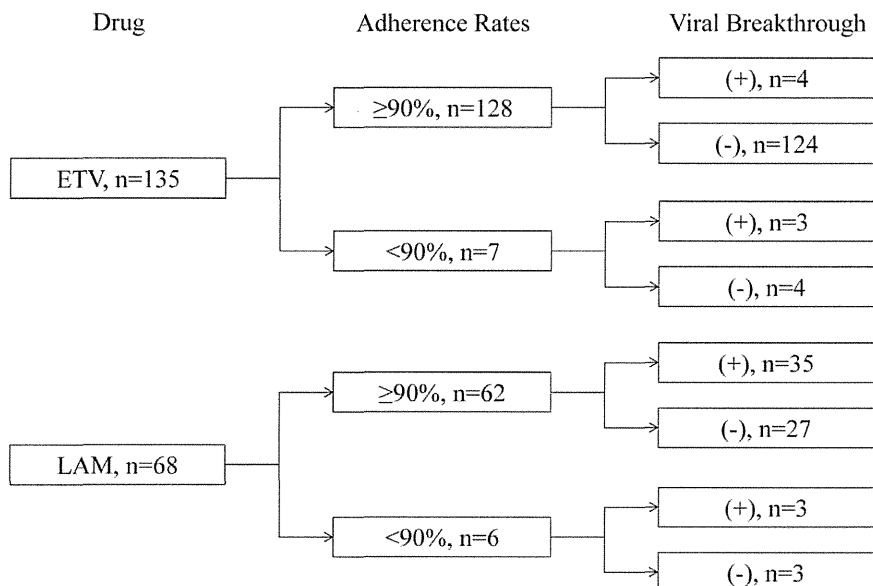 Drug Adherence Rates Viral Breakthrough
(+), n=4
≥90%, n=128
(-), n=124
ETV, n=135
(+), n=3
<90%, n=7
(-), n=4
(+), n=35
≥90%, n=62
(-), n=27
LAM, n=68
(+), n=3
<90%, n=6
(-), n=3